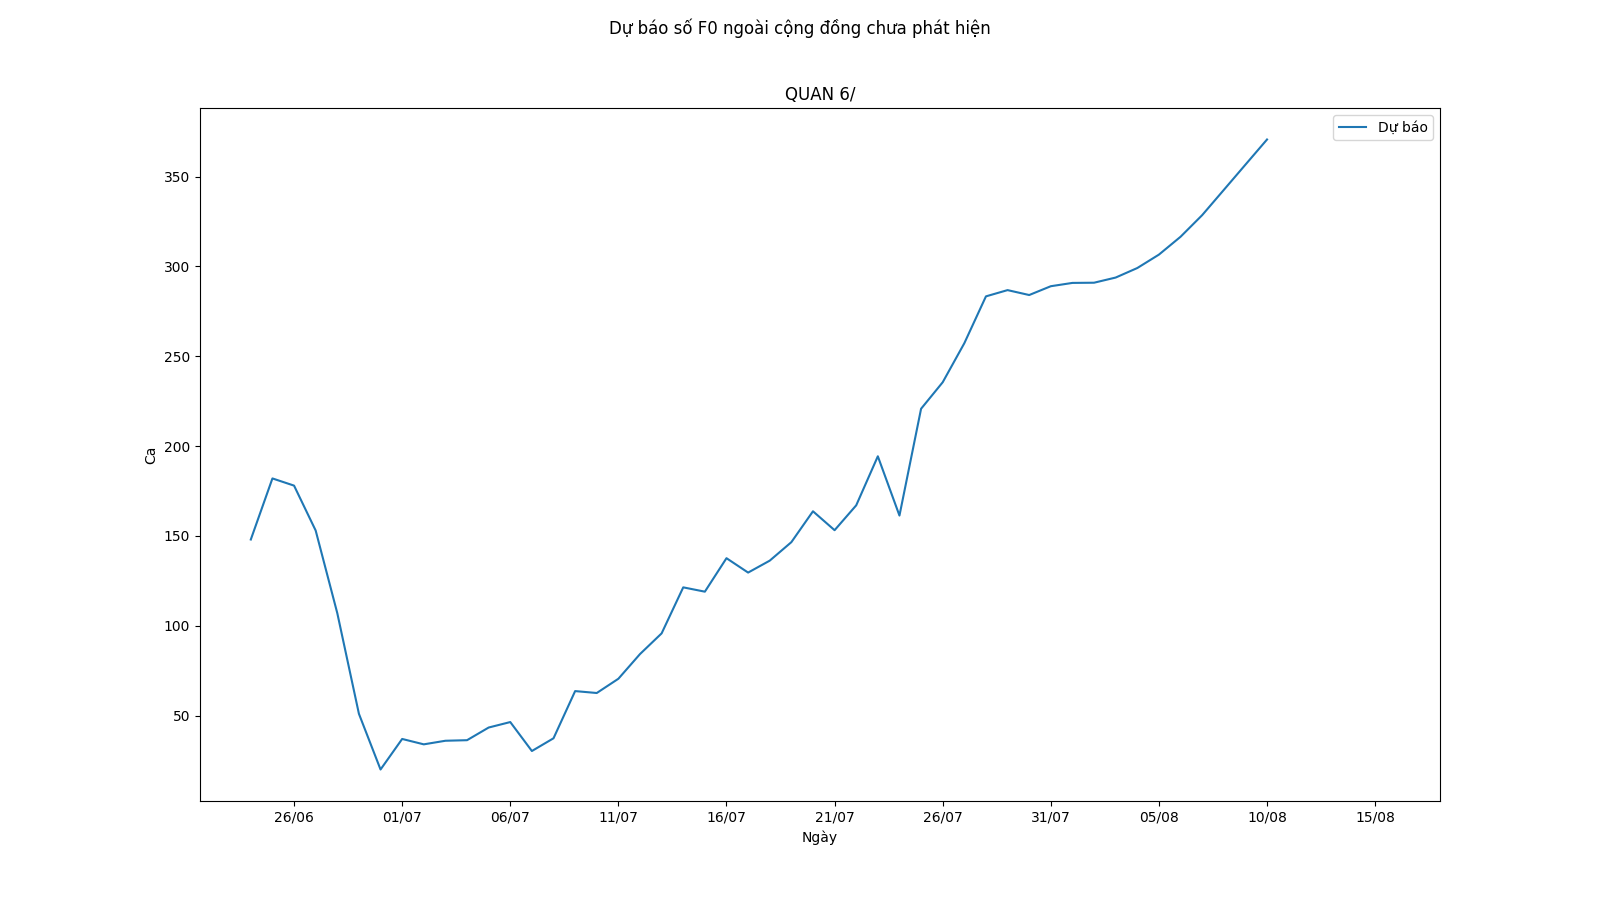 Dự báo số F0 ngoài cộng đồng chưa phát hiện
QUAN 6/
Dự báo
350
300
250
200
150
100
50
Ca
26/06 01/07 06/07 11/07 16/07 21/07 26/07 31/07 05/08 10/08 15/08
Ngày